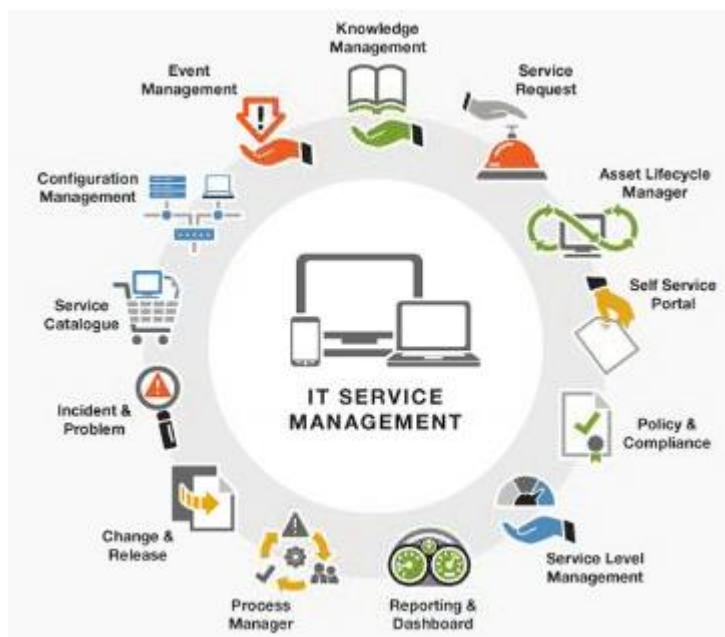 Knowledge
Management
Event
Management
Service
Request
Configuration
Management
Asset Lifecycle
Manager
Service
Catalogue
Self Service
Portal
IT SERVICE
MANAGEMENT
Incident &
Problem
Policy &
Compliance
Change &
Release
Service Level
Management
Process
Manager
Reporting &
Dashboard